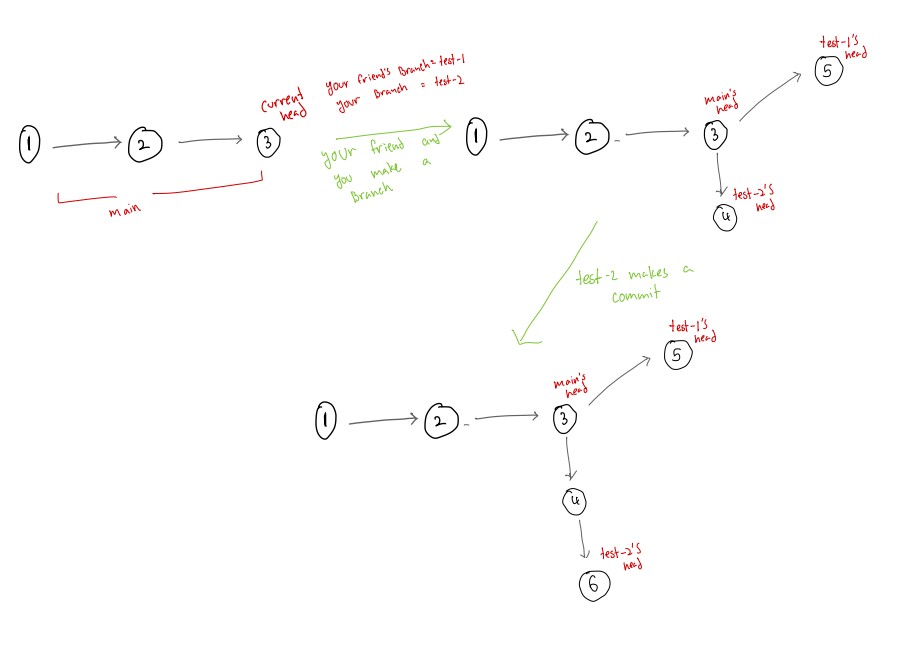 test-1's
head
your friend's Branch = test-1
your Branch = test-2
current
head
main's
head
5
1
2
3
1
2
3
your friend and
you make a
Branch
main
test-2's
head
4
test-2 makes a
commit
test-1's
head
5
main's
head
1
2
3
4
test-2's
head
6